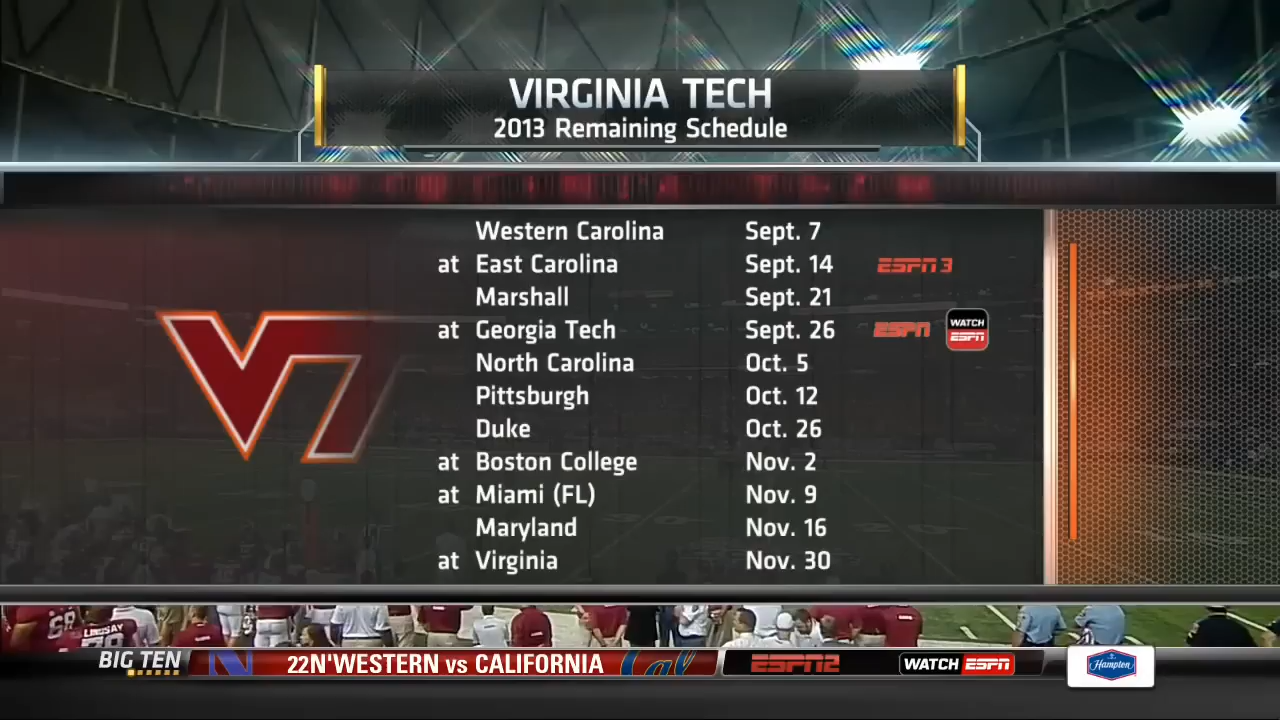 VIRGINIA TECH
2013 Remaining Schedule
Western Carolina Sept. 7
at East Carolina Sept. 14 ESPN3
Marshall Sept. 21
at Georgia Tech Sept. 26 ESPN WATCH ESPN
North Carolina Oct. 5
Pittsburgh Oct. 12
Duke Oct. 26
at Boston College Nov. 2
at Miami (FL) Nov. 9
Maryland Nov. 16
at Virginia Nov. 30
LINDSAY
BIG TEN 22 N'WESTERN vs CALIFORNIA Cal ESPN2 WATCH ESPN Hampton